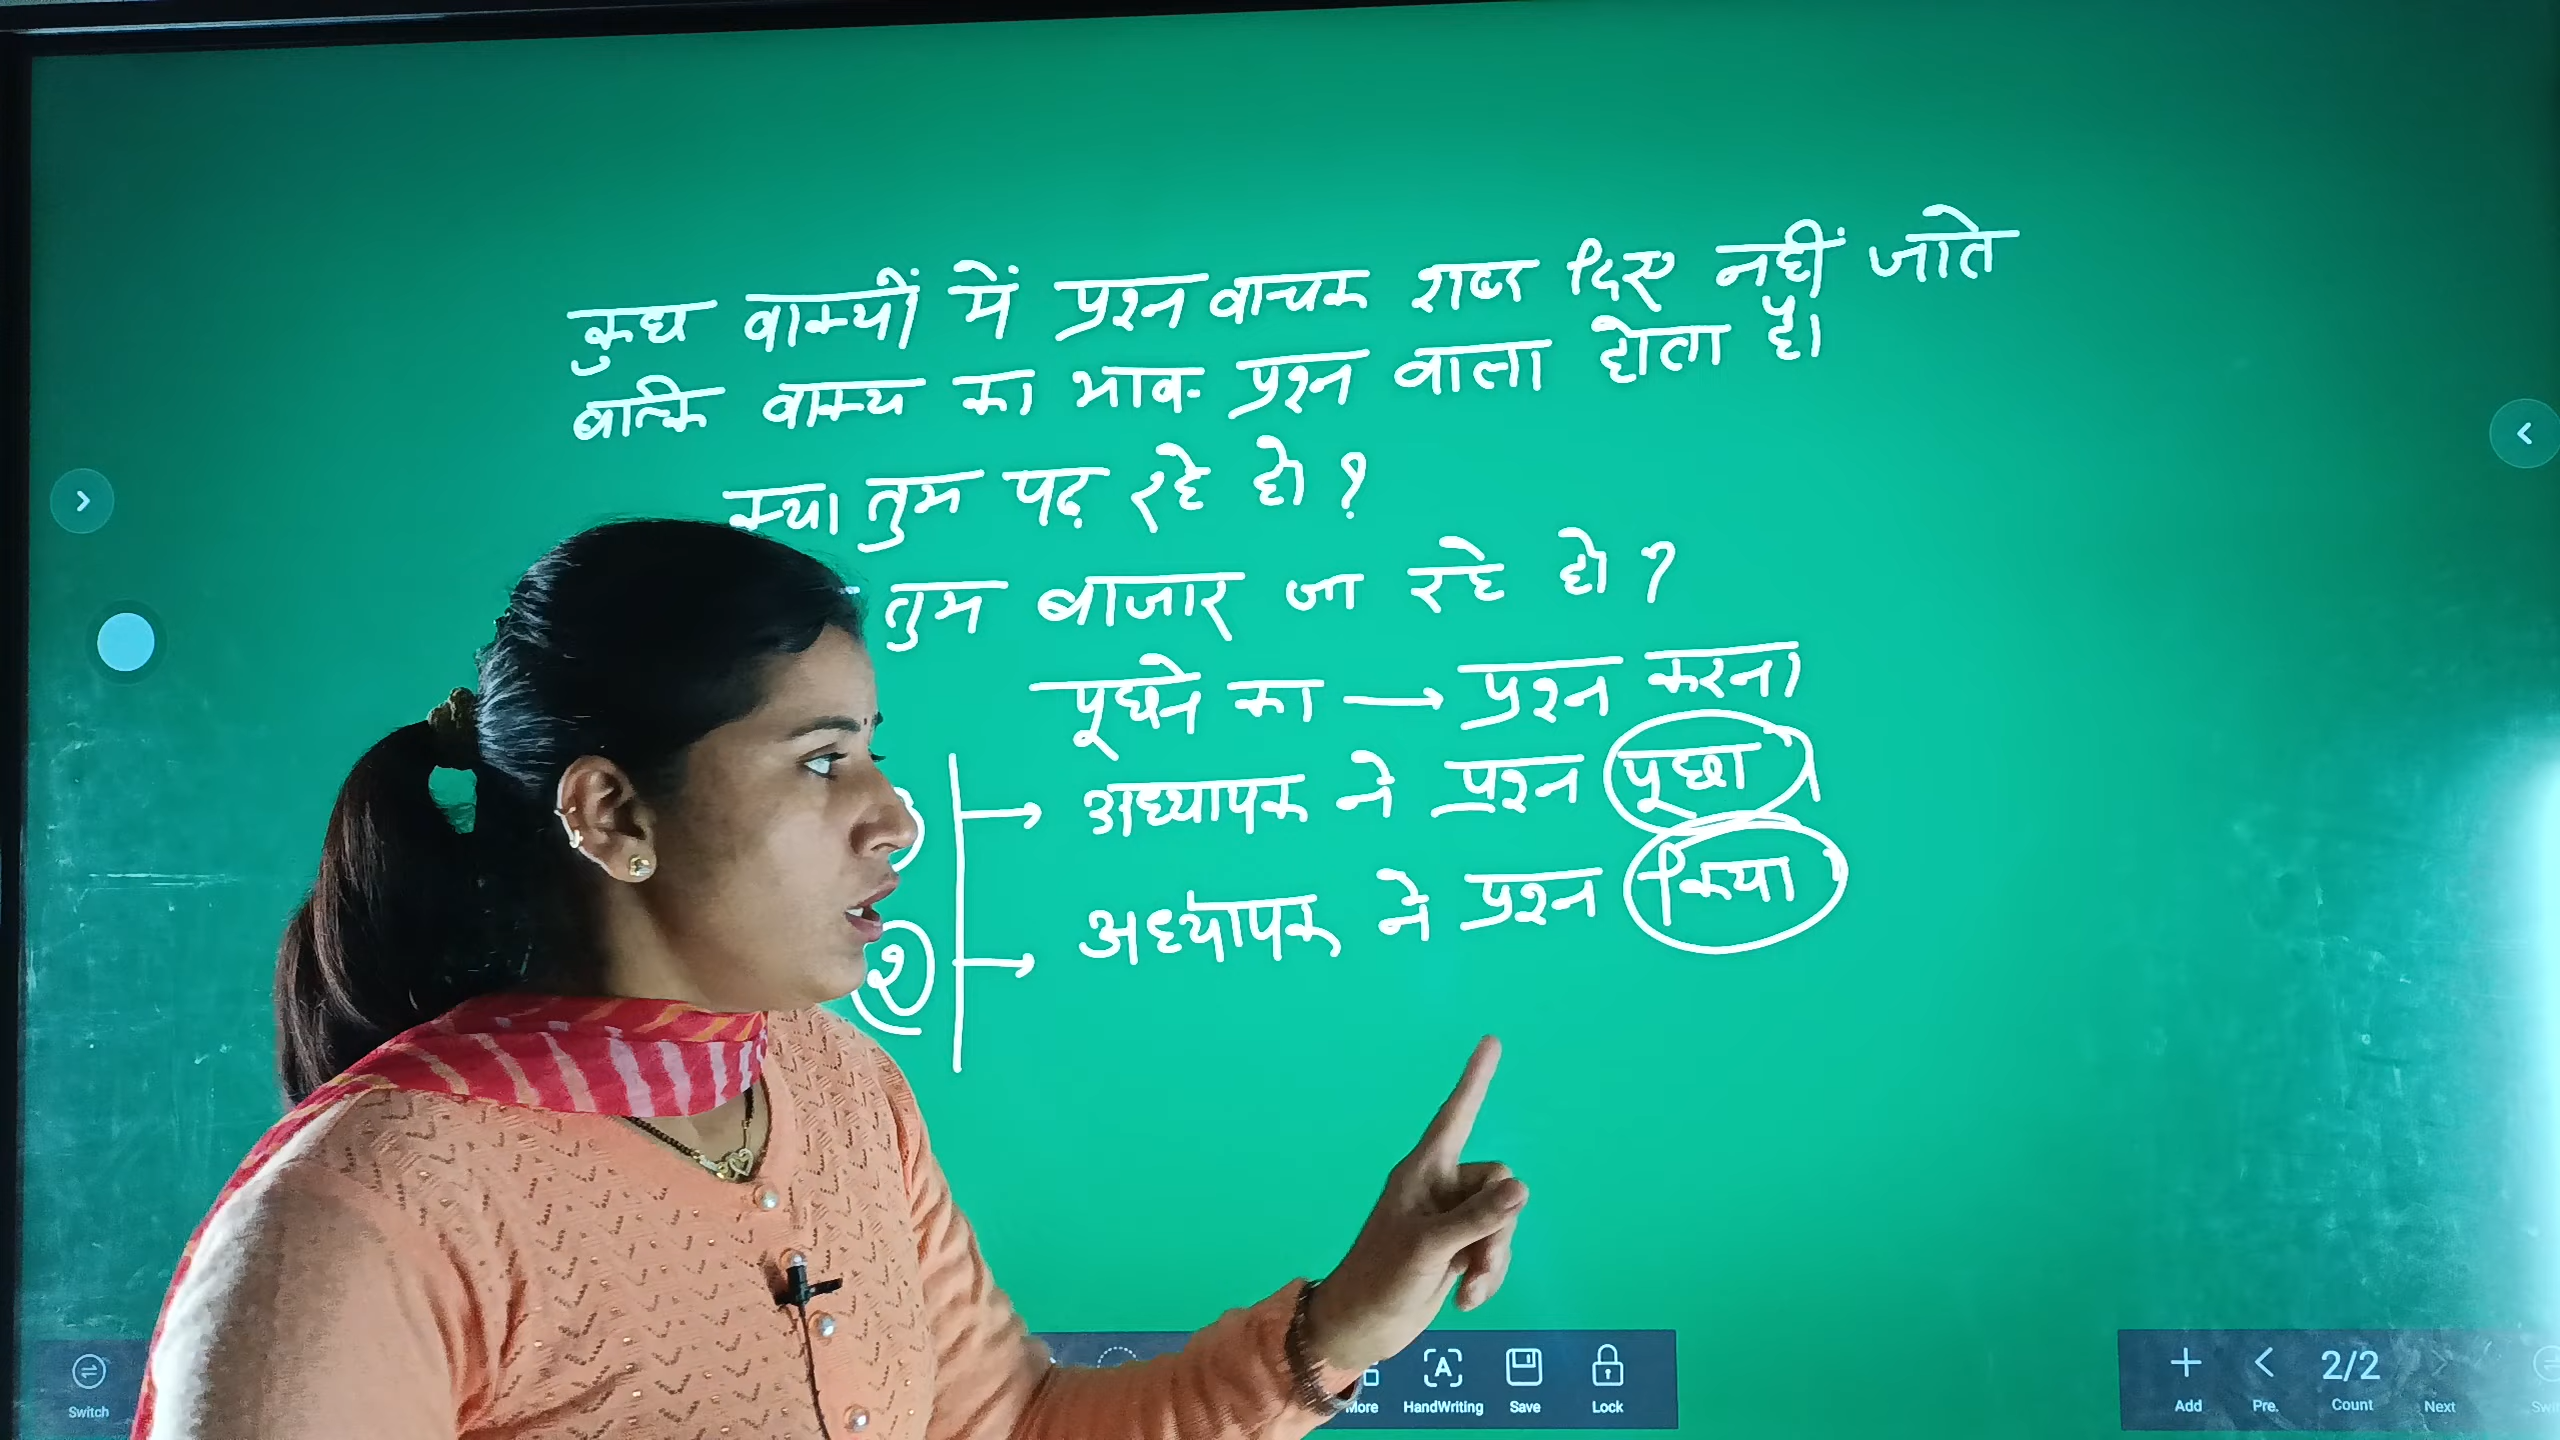 कुछ वाक्यों में प्रश्न वाचक शब्द दिए नहीं जाते
बल्कि वाक्य का भाव प्रश्न वाला होता है।
क्या तुम पढ़ रहे हो ?
तुम बाजार जा रहे हो ?
पूछने का → प्रश्न करना
→ अध्यापक ने प्रश्न पूछा
२ → अध्यापक ने प्रश्न किया
Switch
More HandWriting Save Lock
2/2
Add Pre. Count Next